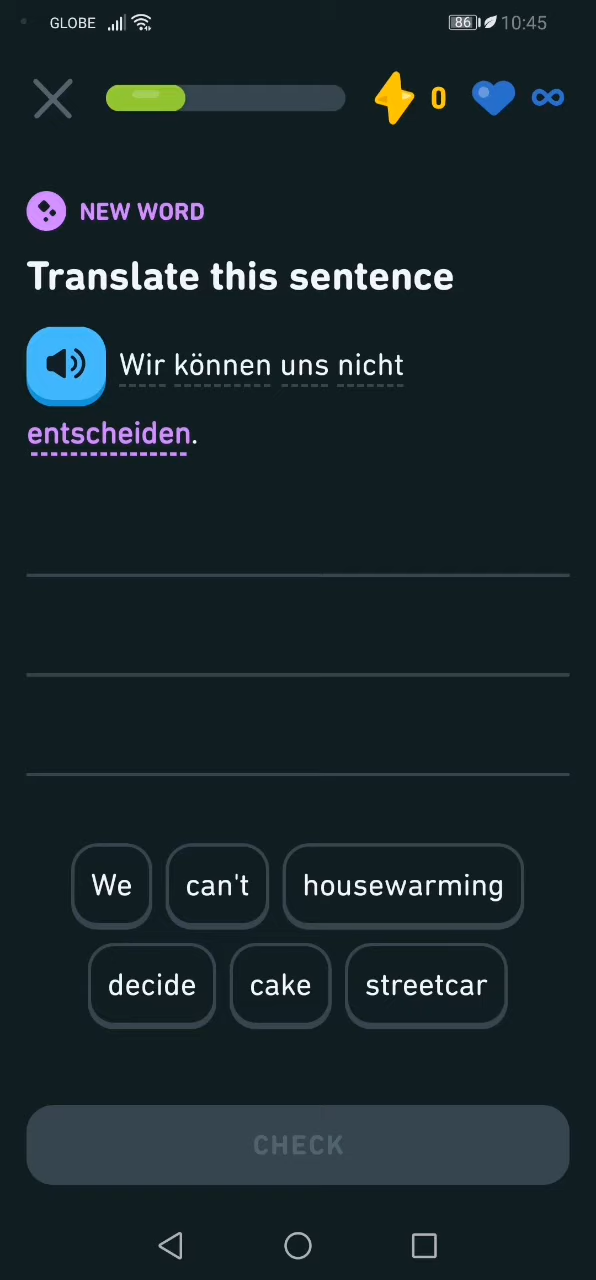 GLOBE 86 10:45
0 ∞
NEW WORD
Translate this sentence
Wir können uns nicht
entscheiden.
We can't housewarming
decide cake streetcar
CHECK